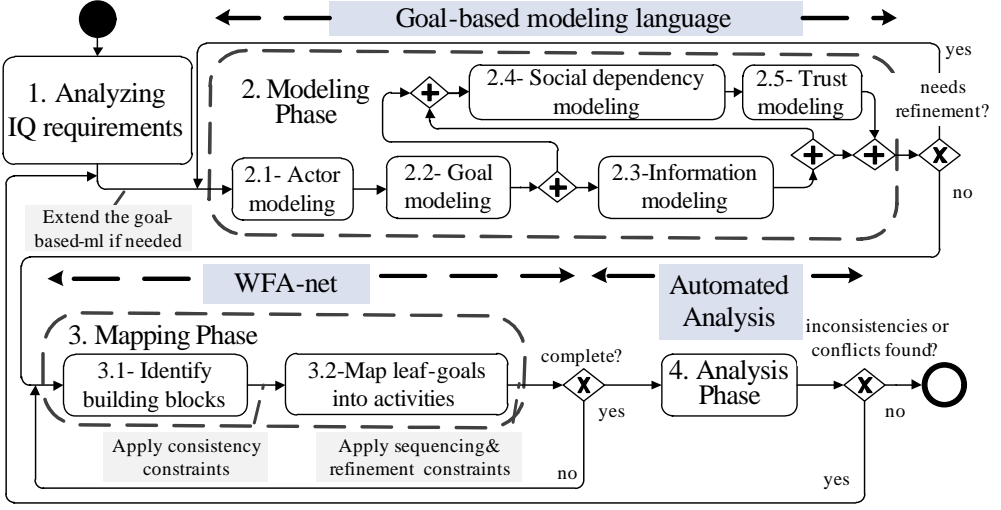 Goal-based modeling language
yes
1. Analyzing
IQ requirements
2. Modeling
Phase
2.4- Social dependency
modeling
2.5- Trust
modeling
needs
refinement?
2.1- Actor
modeling
2.2- Goal
modeling
2.3-Information
modeling
no
Extend the goal-
based-ml if needed
WFA-net
Automated
Analysis
3. Mapping Phase
3.1- Identify
building blocks
3.2-Map leaf-goals
into activities
complete?
yes
4. Analysis
Phase
inconsistencies or
conflicts found?
no
Apply consistency
constraints
Apply sequencing&
refinement constraints
no
yes